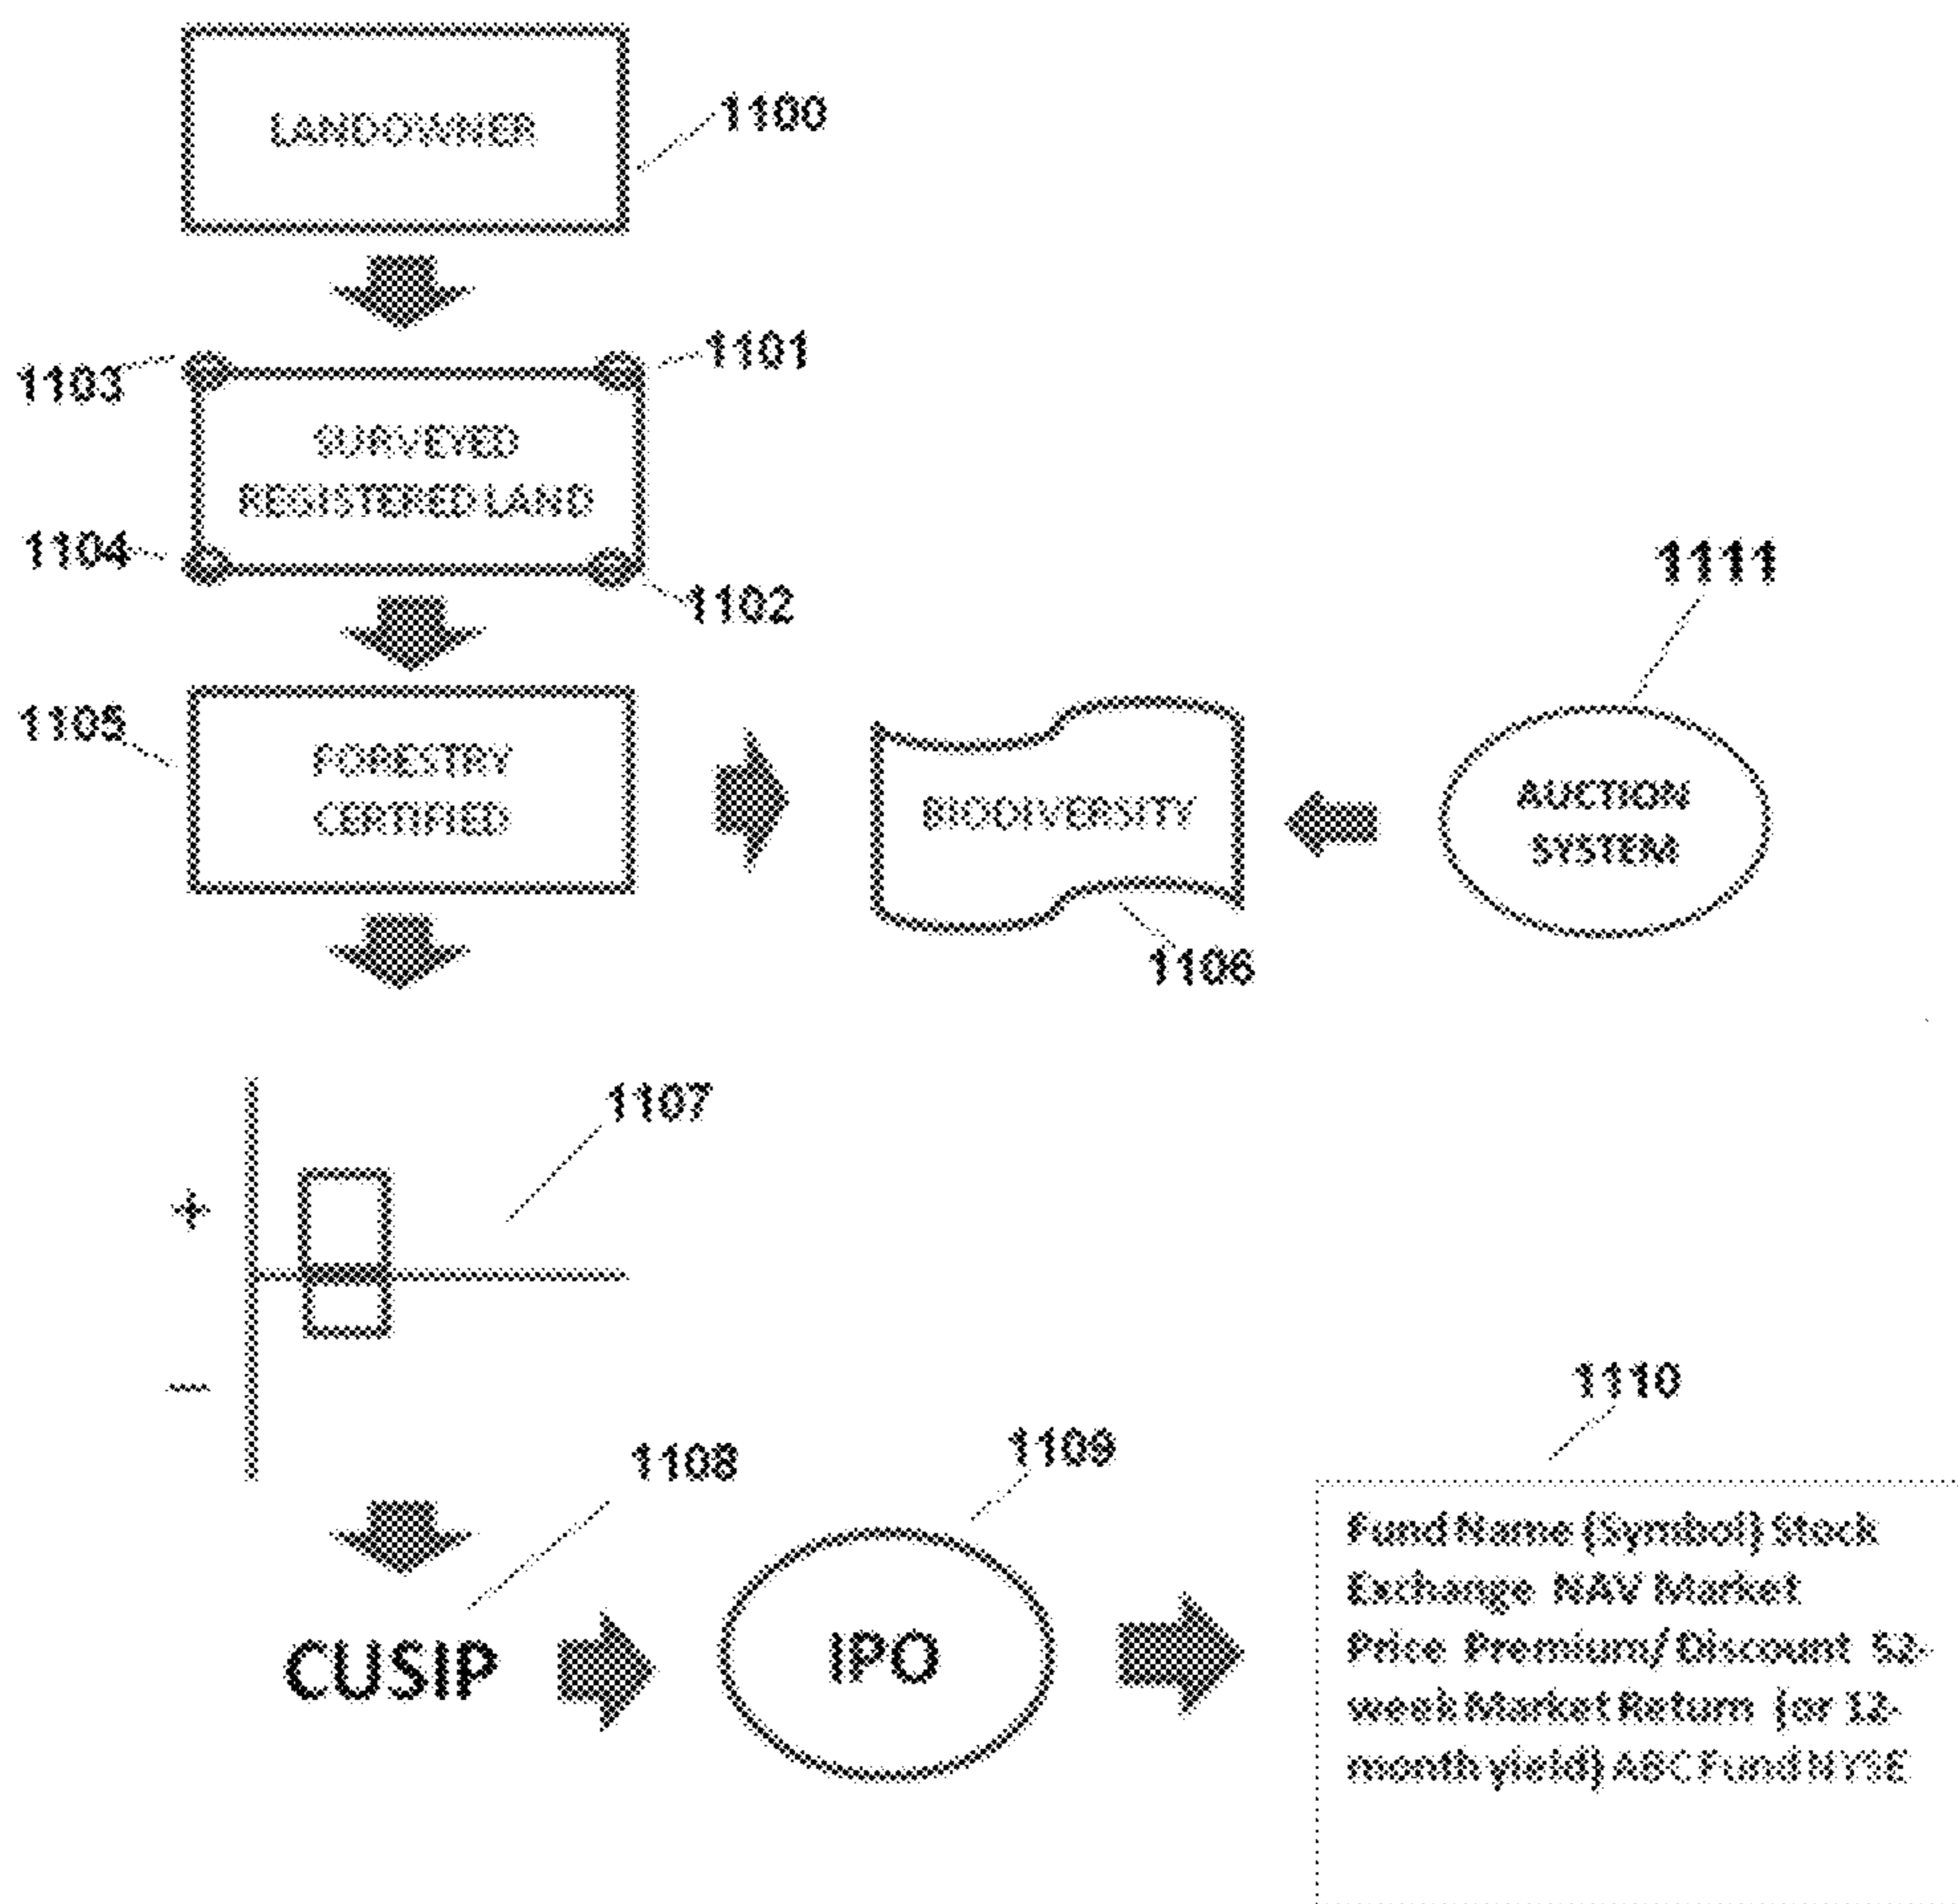 LANDOWNER
1100
1103
1101
SURVEYED
REGISTERED LAND
1104
1102
1105
FORESTRY
CERTIFIED
BIODIVERSITY
1106
1111
AUCTION
SYSTEM
1107
+
–
1108
1109
1110
CUSIP
IPO
Fund Name (Symbol) Stock
Exchange NAV Market
Price Premium/ Discount 52-
week Market Return (or 12-
month yield) ABC Fund NYSE